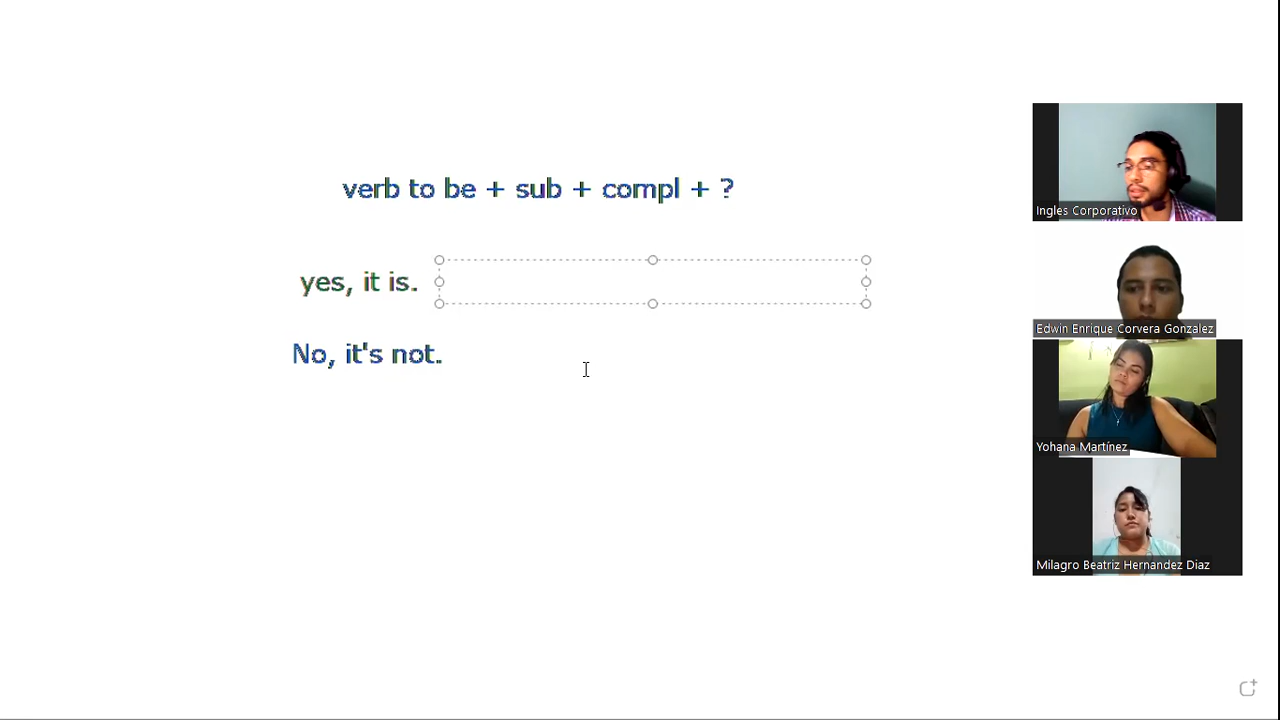 verb to be + sub + compl + ?
yes, it is.
No, it's not.
Ingles Corporativo
Edwin Enrique Corvera Gonzalez
Yohana Martínez
Milagro Beatriz Hernandez Diaz